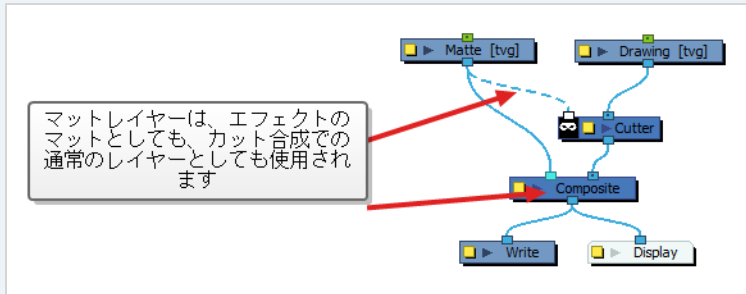 Matte [tvg]
Drawing [tvg]
マットレイヤーは、エフェクトの
マットとしても、カット合成での
通常のレイヤーとしても使用され
ます
Cutter
Composite
Write
Display